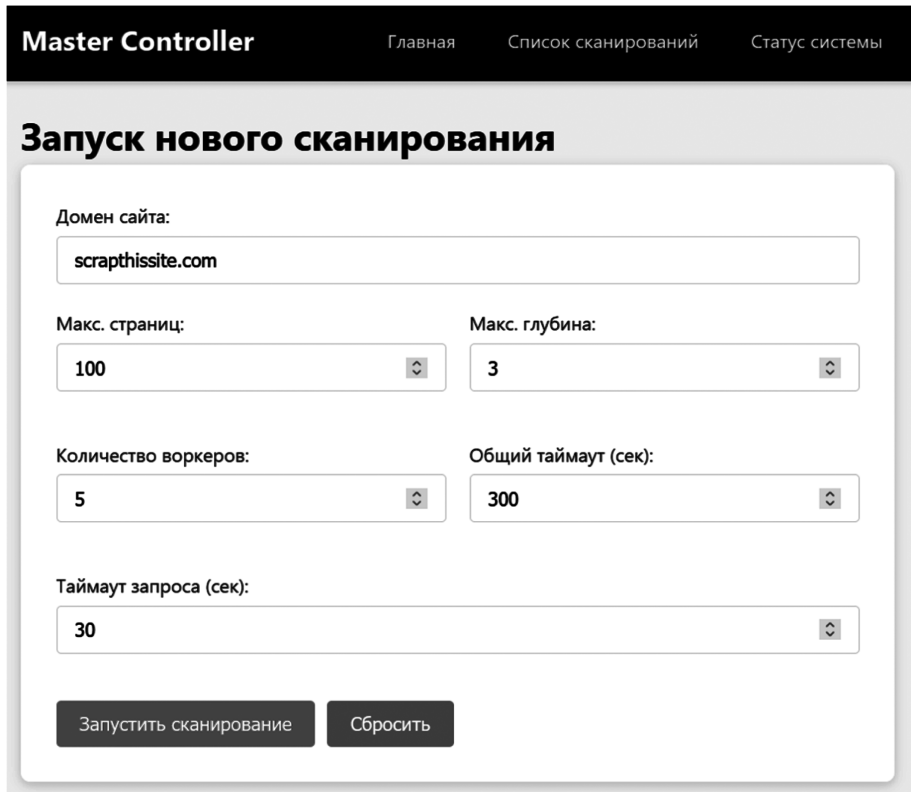 Master Controller Главная Список сканирований Статус системы
Запуск нового сканирования
Домен сайта:
scrapthissite.com
Макс. страниц: Макс. глубина:
100 3
Количество воркеров: Общий таймаут (сек):
5 300
Таймаут запроса (сек):
30
Запустить сканирование Сбросить